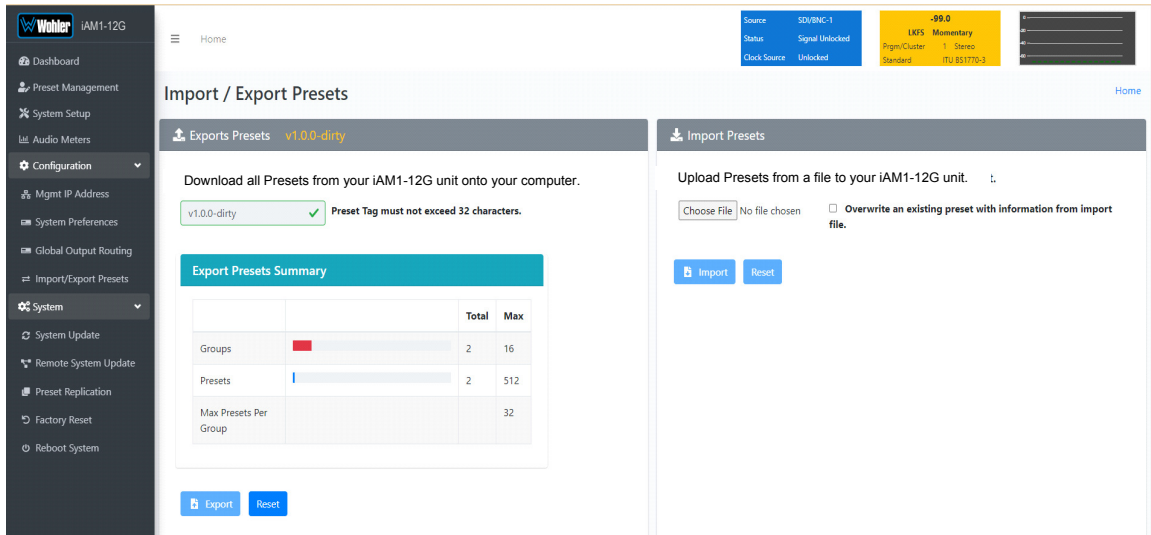 Wohler iAM1-12G
Dashboard
Preset Management
System Setup
Audio Meters
Configuration
Mgmt IP Address
System Preferences
Global Output Routing
Import/Export Presets
System
System Update
Remote System Update
Preset Replication
Factory Reset
Reboot System
Home
Source SDI/BNC-1
Status Signal Unlocked
Clock Source Unlocked
-99.0
LKFS Momentary
Prgm/Cluster 1 Stereo
Standard ITU BS1770-3
Import / Export Presets
Home
Exports Presets v1.0.0-dirty
Download all Presets from your iAM1-12G unit onto your computer.
v1.0.0-dirty
Preset Tag must not exceed 32 characters.
Export Presets Summary
Total Max
Groups 2 16
Presets 2 512
Max Presets Per
Group
32
Export Reset
Import Presets
Upload Presets from a file to your iAM1-12G unit. t.
Choose File No file chosen
Overwrite an existing preset with information from import
file.
Import Reset